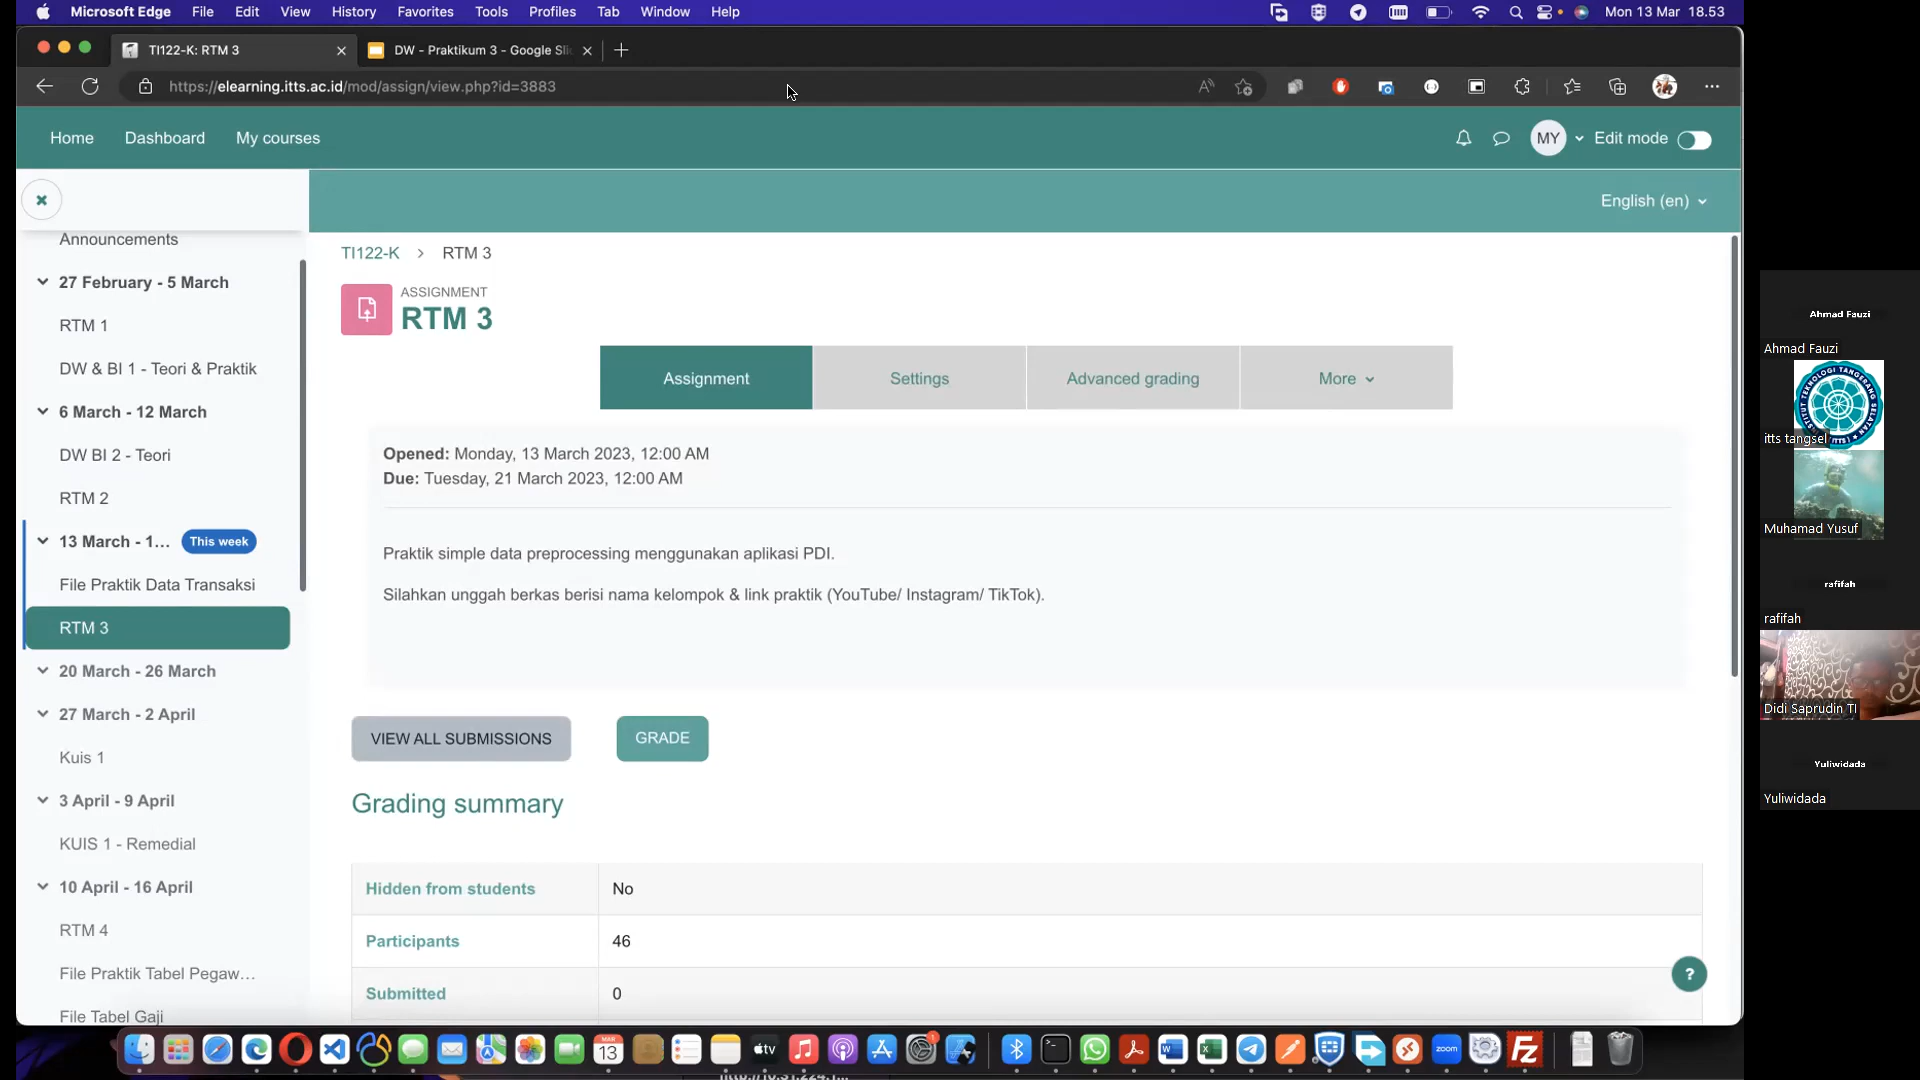 Microsoft Edge File Edit View History Favorites Tools Profiles Tab Window Help Mon 13 Mar 18.53
TI122-K: RTM 3
DW - Praktikum 3 - Google Sli
https://elearning.itts.ac.id/mod/assign/view.php?id=3883
Home Dashboard My courses MY Edit mode
English (en)
Announcements
27 February - 5 March
RTM 1
DW & BI 1 - Teori & Praktik
6 March - 12 March
DW BI 2 - Teori
RTM 2
13 March - 1... This week
File Praktik Data Transaksi
RTM 3
20 March - 26 March
27 March - 2 April
Kuis 1
3 April - 9 April
KUIS 1 - Remedial
10 April - 16 April
RTM 4
File Praktik Tabel Pegaw...
File Tabel Gaji
TI122-K > RTM 3
ASSIGNMENT
RTM 3
Assignment Settings Advanced grading More
Opened: Monday, 13 March 2023, 12:00 AM
Due: Tuesday, 21 March 2023, 12:00 AM
Praktik simple data preprocessing menggunakan aplikasi PDI.
Silahkan unggah berkas berisi nama kelompok & link praktik (YouTube/ Instagram/ TikTok).
VIEW ALL SUBMISSIONS GRADE
Grading summary
Hidden from students No
Participants 46
Submitted 0
?
Ahmad Fauzi
Ahmad Fauzi
itts tangsel
Muhamad Yusuf
rafifah
rafifah
Didi Saprudin TI
Yuliwidada
Yuliwidada
MAR
13
tv
zoom